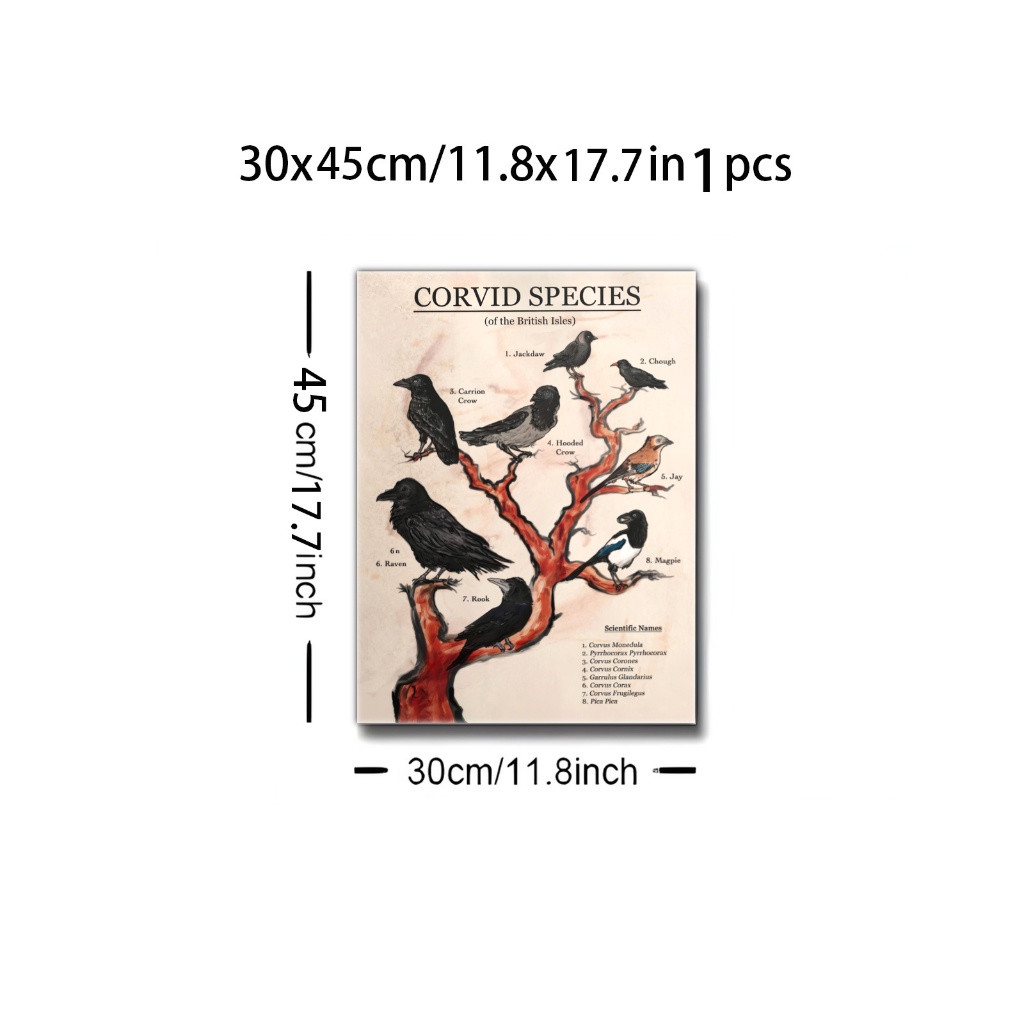 30x45cm/11.8x17.7in 1 pcs
CORVID SPECIES
(of the British Isles)
1. Jackdaw
2. Chough
3. Carrion
Crow
4. Hooded
Crow
5. Jay
6n
6. Raven
7. Rook
8. Magpie
Scientific Names
1. Corvus Monedula
2. Pyrrhocorax Pyrrhocorax
3. Corvus Corones
4. Corvus Cornix
5. Garrulus Glandarius
6. Corvus Corax
7. Corvus Frugilegus
8. Pica Pica
45cm/17.7inch
30cm/11.8inch